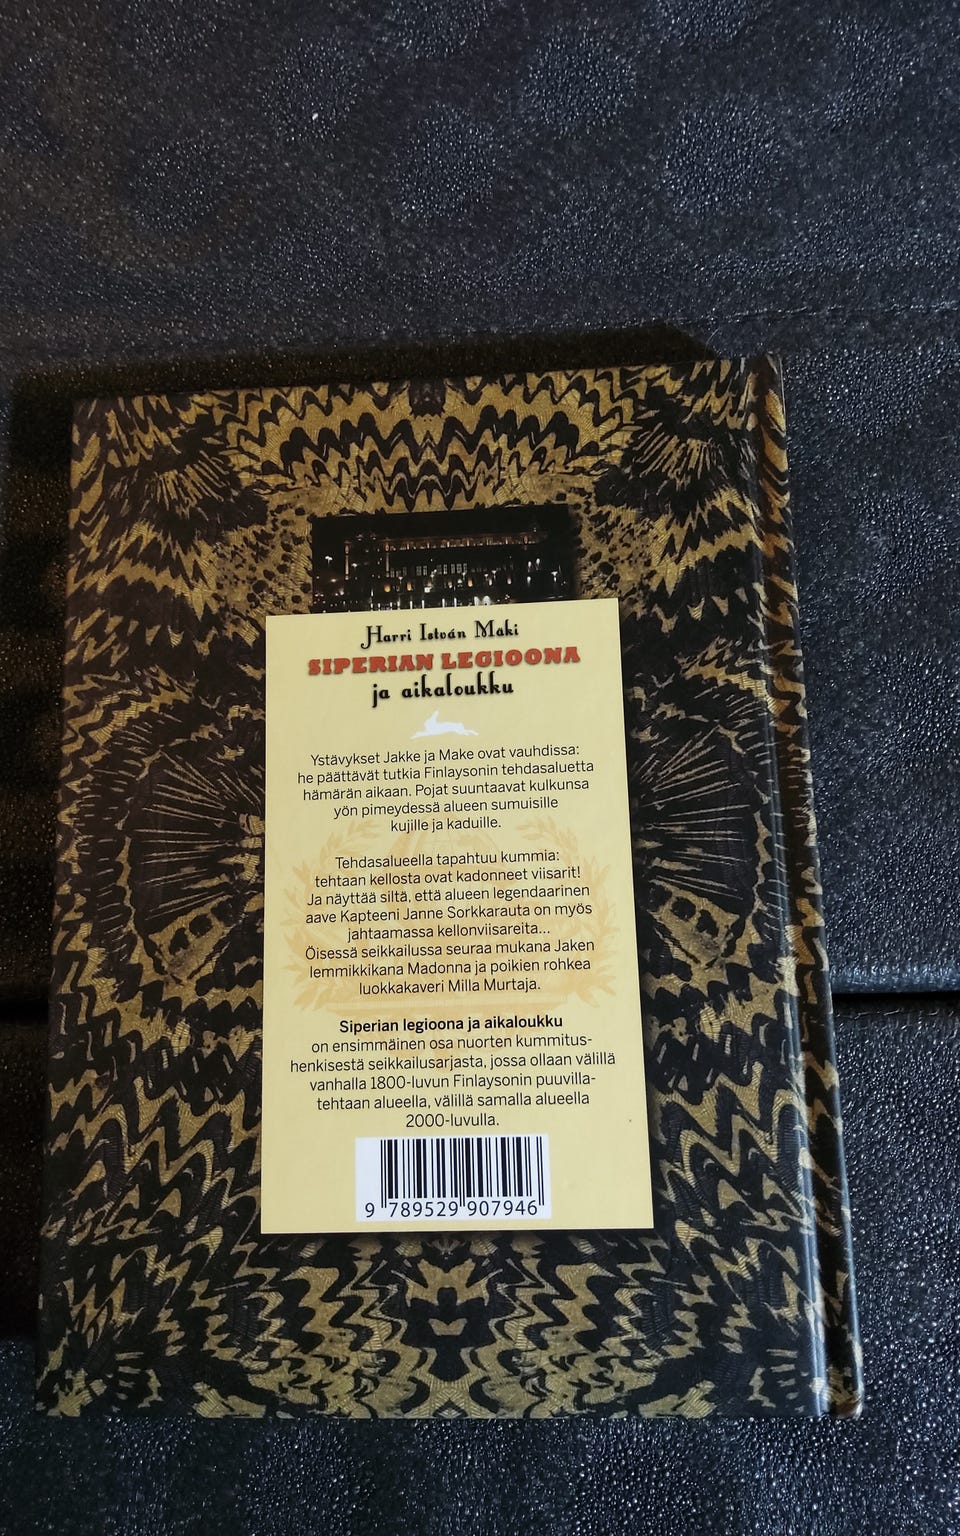 Harri István Mäki
SIPERIAN LEGIOONA
ja aikaloukku
Ystävykset Jakke ja Make ovat vauhdissa:
he päättävät tutkia Finlaysonin tehdasaluetta
hämärän aikaan. Pojat suuntaavat kulkunsa
yön pimeydessä alueen sumuisille
kujille ja kaduille.
Tehdasalueella tapahtuu kummia:
tehtaan kellosta ovat kadonneet viisarit!
Ja näyttää siltä, että alueen legendaarinen
aave Kapteeni Janne Sorkkarauta on myös
jahtaamassa kellonviisareita...
Öisessä seikkailussa seuraa mukana Jaken
lemmikkikana Madonna ja poikien rohkea
luokkakaveri Milla Murtaja.
Siperian legioona ja aikaloukku
on ensimmäinen osa nuorten kummitus-
henkisestä seikkailusarjasta, jossa ollaan välillä
vanhalla 1800-luvun Finlaysonin puuvilla-
tehtaan alueella, välillä samalla alueella
2000-luvulla.
9 789529 907946